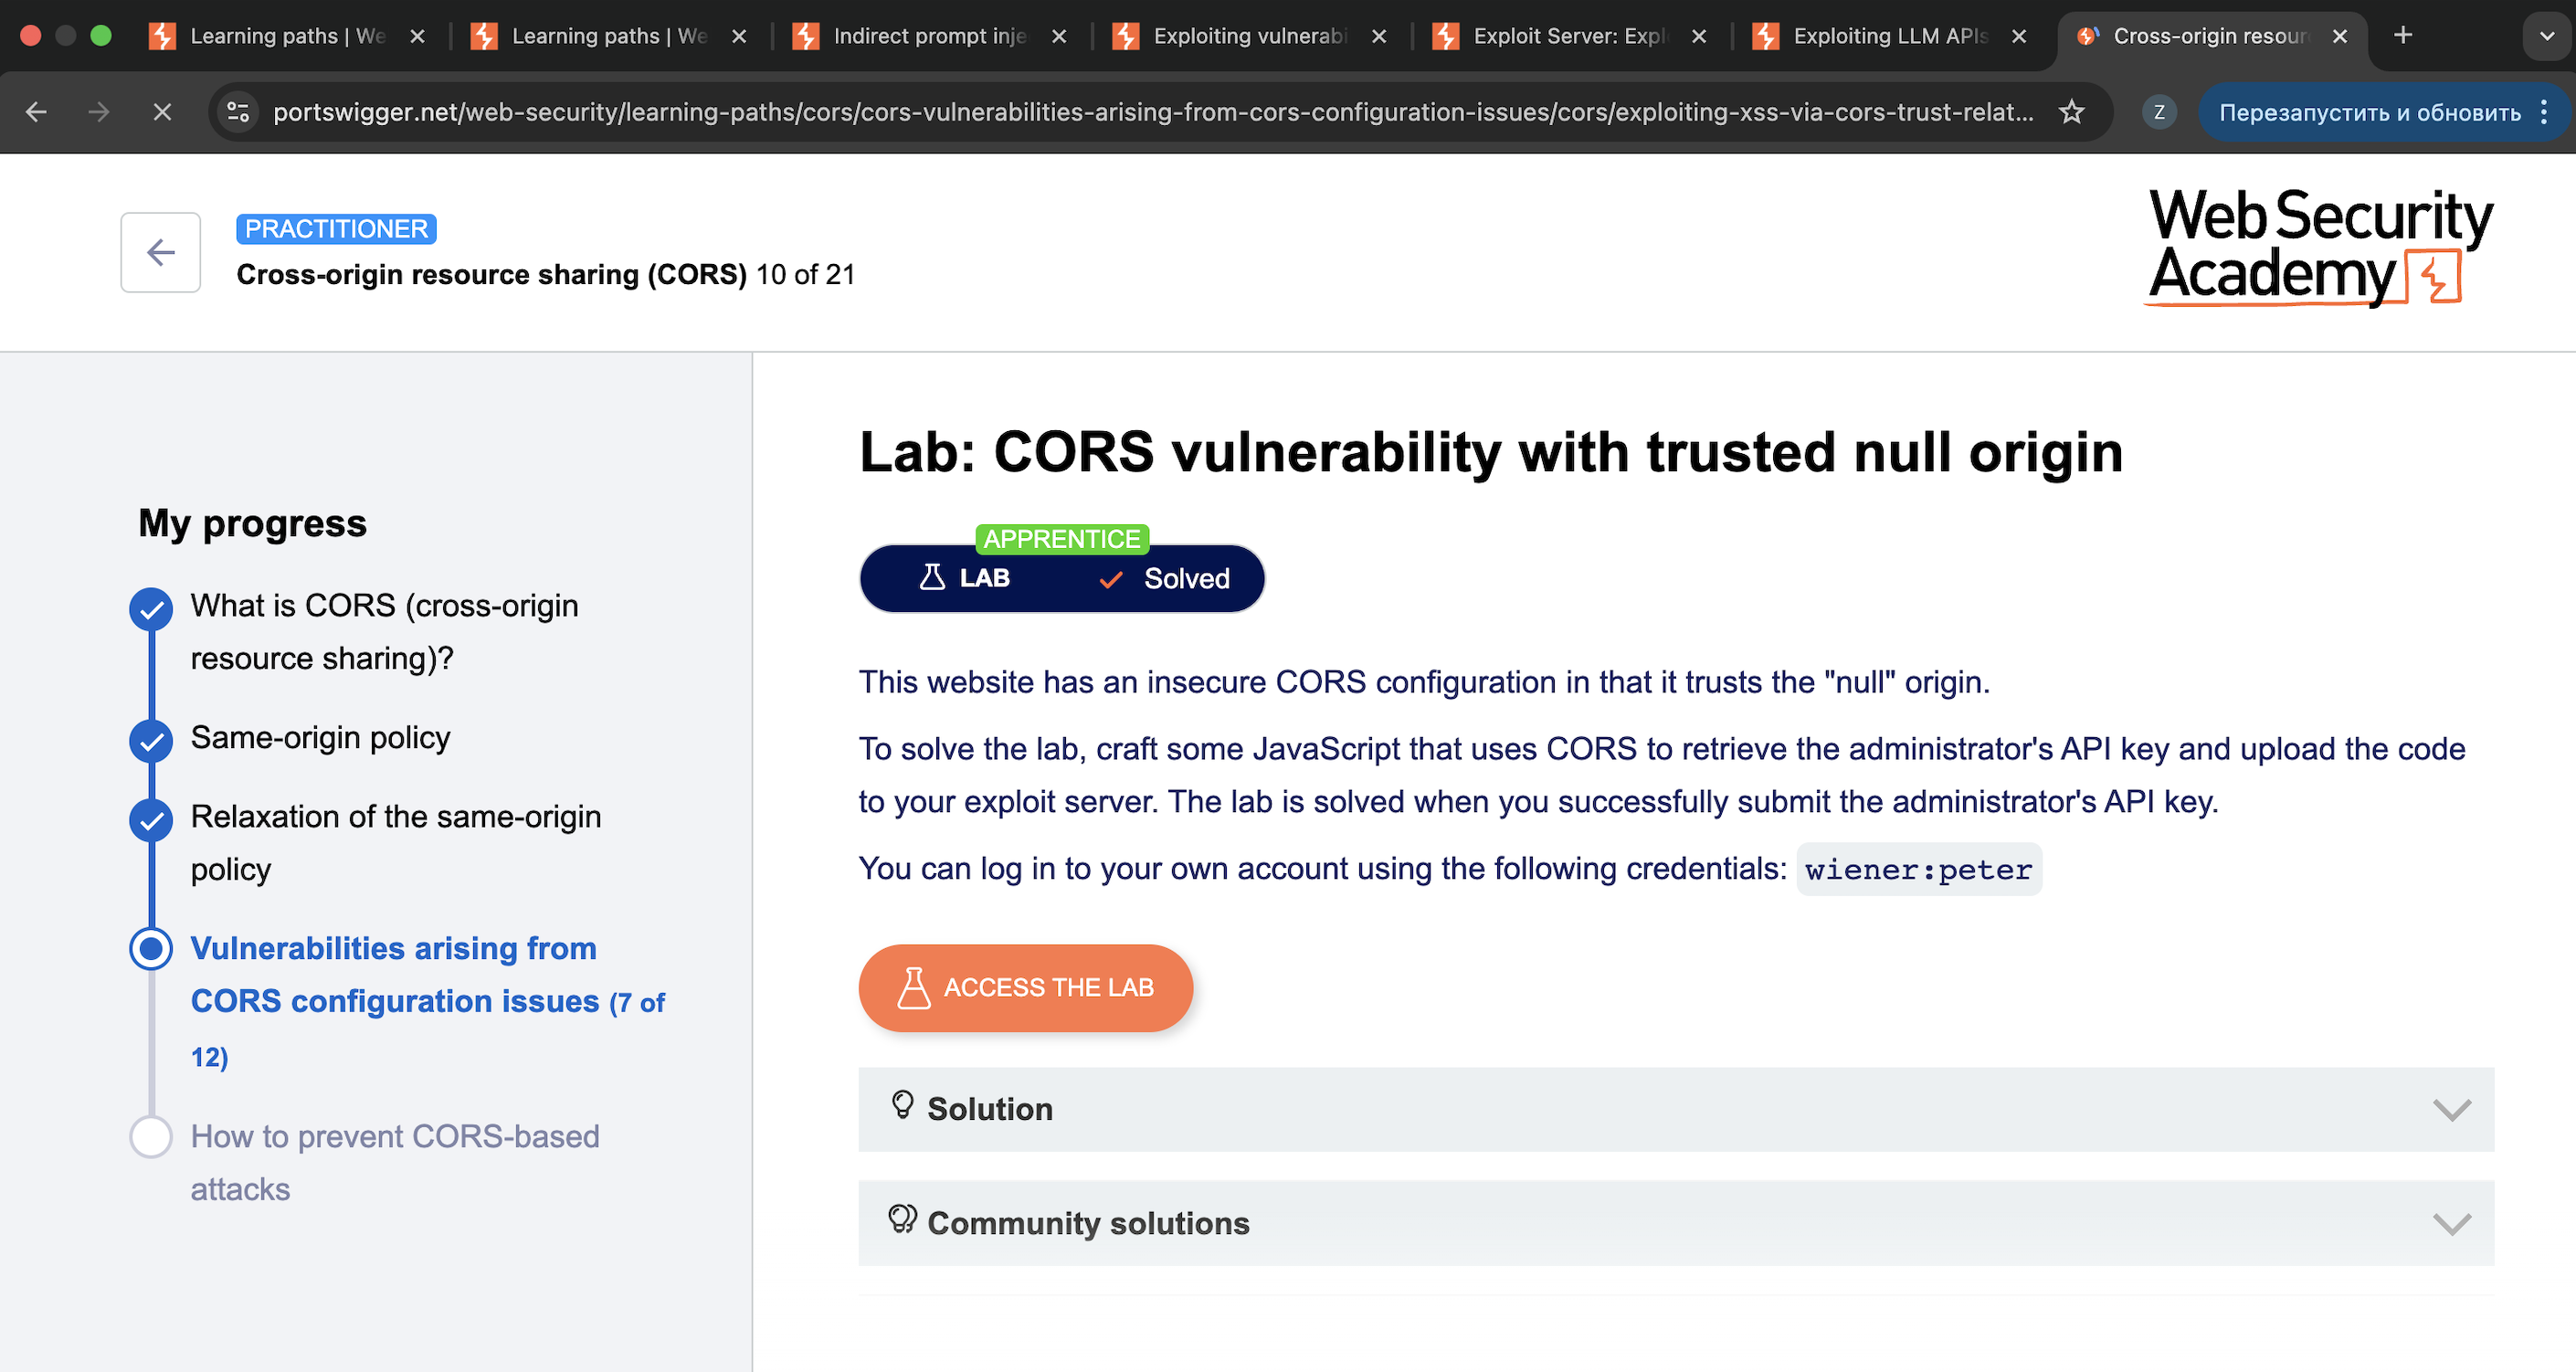 Learning paths | We
Learning paths | We
Indirect prompt inje
Exploiting vulnerabi
Exploit Server: Expl
Exploiting LLM APIs
Cross-origin resour
portswigger.net/web-security/learning-paths/cors/cors-vulnerabilities-arising-from-cors-configuration-issues/cors/exploiting-xss-via-cors-trust-relat...
Z
Перезапустить и обновить
PRACTITIONER
Cross-origin resource sharing (CORS) 10 of 21
Web Security
Academy
My progress
What is CORS (cross-origin
resource sharing)?
Same-origin policy
Relaxation of the same-origin
policy
Vulnerabilities arising from
CORS configuration issues (7 of
12)
How to prevent CORS-based
attacks
Lab: CORS vulnerability with trusted null origin
APPRENTICE
LAB Solved
This website has an insecure CORS configuration in that it trusts the "null" origin.
To solve the lab, craft some JavaScript that uses CORS to retrieve the administrator's API key and upload the code
to your exploit server. The lab is solved when you successfully submit the administrator's API key.
You can log in to your own account using the following credentials: wiener:peter
ACCESS THE LAB
Solution
Community solutions